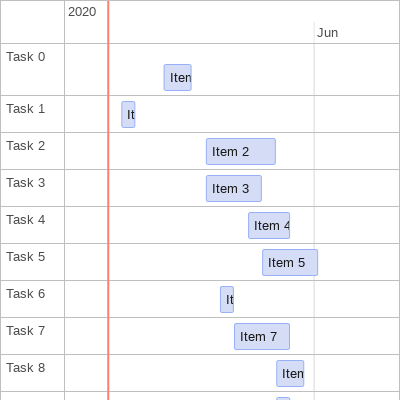 2020
Jun
Task 0
Iten
Task 1
It
Task 2
Item 2
Task 3
Item 3
Task 4
Item 4
Task 5
Item 5
Task 6
It
Task 7
Item 7
Task 8
Iten